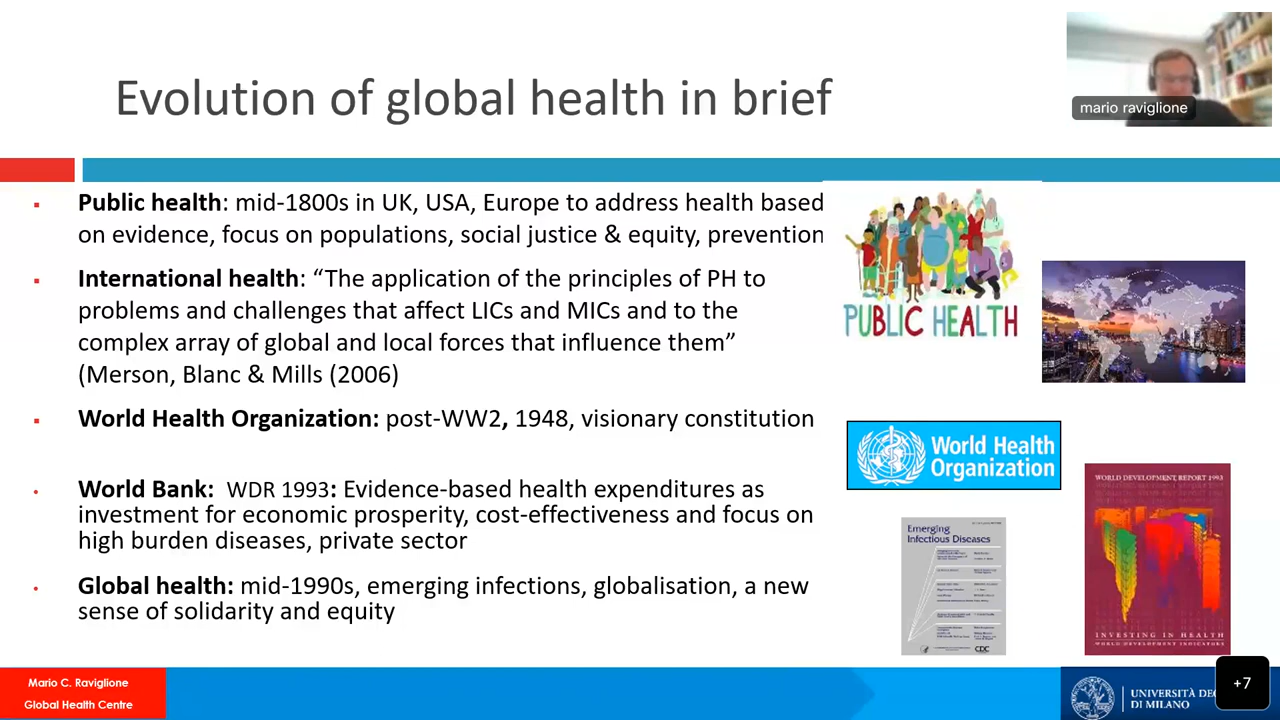 Evolution of global health in brief
mario raviglione
▪ Public health: mid-1800s in UK, USA, Europe to address health based
on evidence, focus on populations, social justice & equity, prevention
▪ International health: “The application of the principles of PH to
problems and challenges that affect LICs and MICs and to the
complex array of global and local forces that influence them”
(Merson, Blanc & Mills (2006)
▪ World Health Organization: post-WW2, 1948, visionary constitution
• World Bank: WDR 1993: Evidence-based health expenditures as
investment for economic prosperity, cost-effectiveness and focus on
high burden diseases, private sector
• Global health: mid-1990s, emerging infections, globalisation, a new
sense of solidarity and equity
PUBLIC HEALTH
World Health
Organization
Emerging
Infectious Diseases
CDC
WORLD DEVELOPMENT REPORT 1993
INVESTING IN HEALTH
WORLD DEVELOPMENT INDICATORS
Mario C. Raviglione
Global Health Centre
UNIVERSITÀ DE
DI MILANO
+7